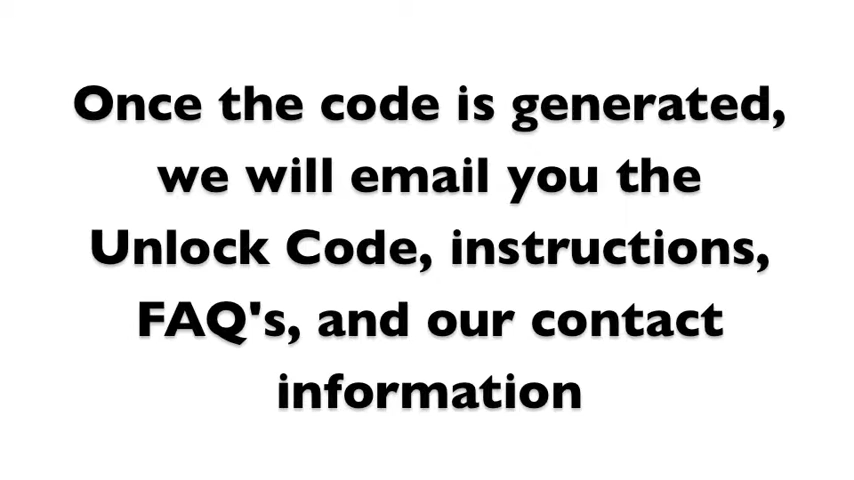 Once the code is generated,
we will email you the
Unlock Code, instructions,
FAQ's, and our contact
information